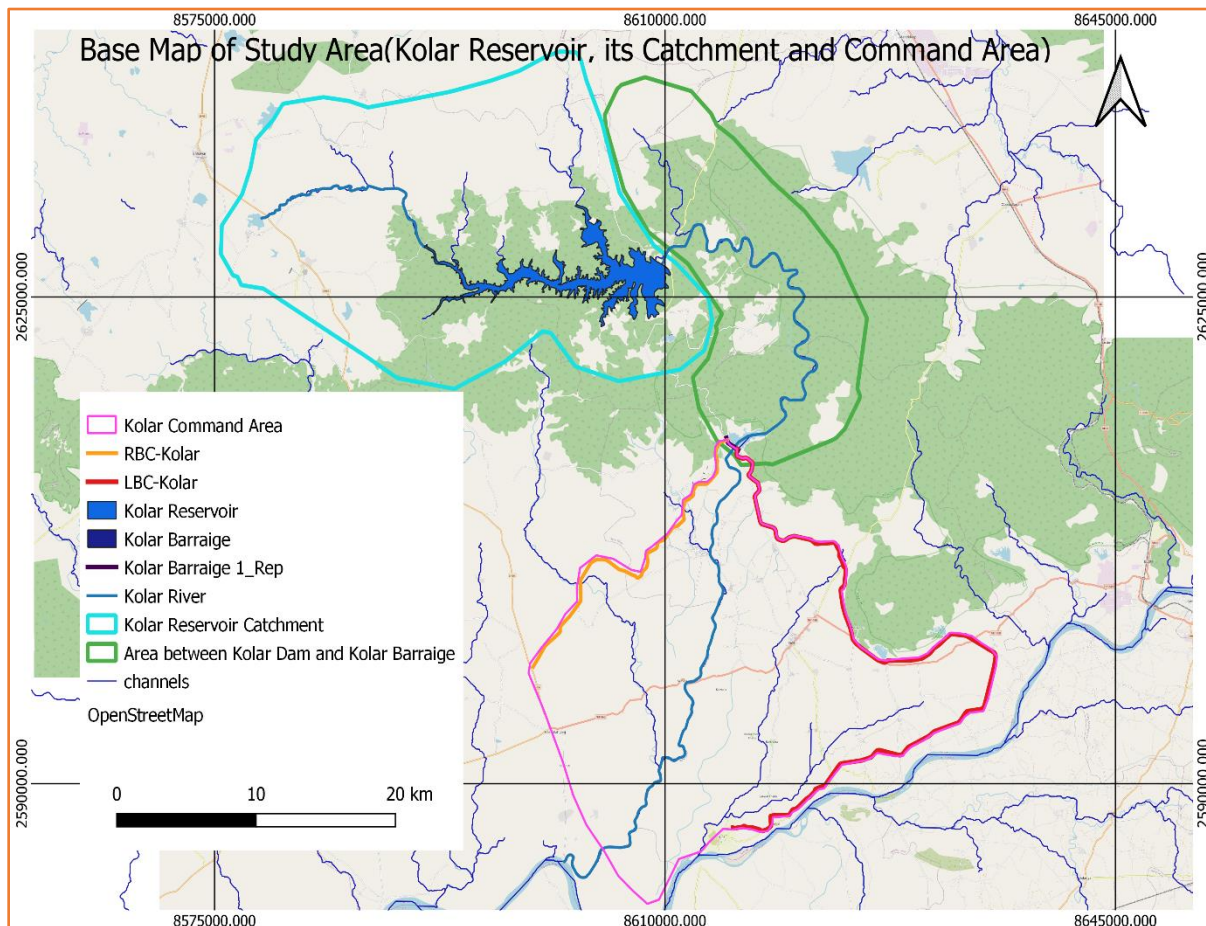 8575000.000
8610000.000
8645000.000
Base Map of Study Area(Kolar Reservoir, its Catchment and Command Area)
2625000.000
2625000.000
Kolar Command Area
RBC-Kolar
LBC-Kolar
Kolar Reservoir
Kolar Barraige
Kolar Barraige 1_Rep
Kolar River
Kolar Reservoir Catchment
Area between Kolar Dam and Kolar Barraige
channels
OpenStreetMap
2590000.000
2590000.000
0 10 20 km
8575000.000
8610000.000
8645000.000